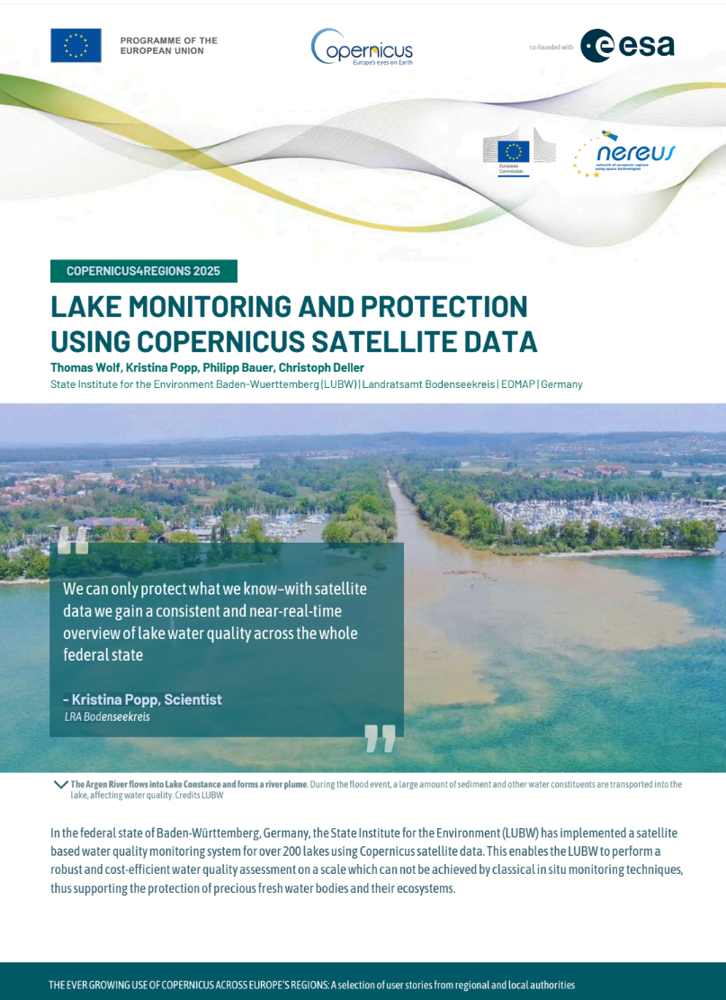 PROGRAMME OF THE
EUROPEAN UNION
opernicus
Europe's eyes on Earth
co-founded with
esa
European
Commission
nereus
network of european regions
using space technologies
COPERNICUS4REGIONS 2025
LAKE MONITORING AND PROTECTION
USING COPERNICUS SATELLITE DATA
Thomas Wolf, Kristina Popp, Philipp Bauer, Christoph Deller
State Institute for the Environment Baden-Wuerttemberg (LUBW) | Landratsamt Bodenseekreis | EOMAP | Germany
“
We can only protect what we know–with satellite
data we gain a consistent and near-real-time
overview of lake water quality across the whole
federal state
- Kristina Popp, Scientist
LRA Bodenseekreis
”
The Argen River flows into Lake Constance and forms a river plume. During the flood event, a large amount of sediment and other water constituents are transported into the
lake, affecting water quality. Credits LUBW
In the federal state of Baden-Württemberg, Germany, the State Institute for the Environment (LUBW) has implemented a satellite
based water quality monitoring system for over 200 lakes using Copernicus satellite data. This enables the LUBW to perform a
robust and cost-efficient water quality assessment on a scale which can not be achieved by classical in situ monitoring techniques,
thus supporting the protection of precious fresh water bodies and their ecosystems.
THE EVER GROWING USE OF COPERNICUS ACROSS EUROPE'S REGIONS: A selection of user stories from regional and local authorities